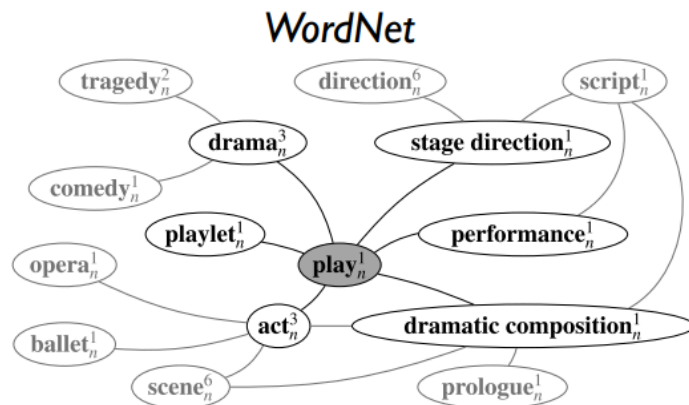 WordNet
tragedy²ₙ
direction⁶ₙ
script¹ₙ
drama³ₙ
stage direction¹ₙ
comedy¹ₙ
playlet¹ₙ
performance¹ₙ
opera¹ₙ
play¹ₙ
act³ₙ
dramatic composition¹ₙ
ballet¹ₙ
scene⁶ₙ
prologue¹ₙ